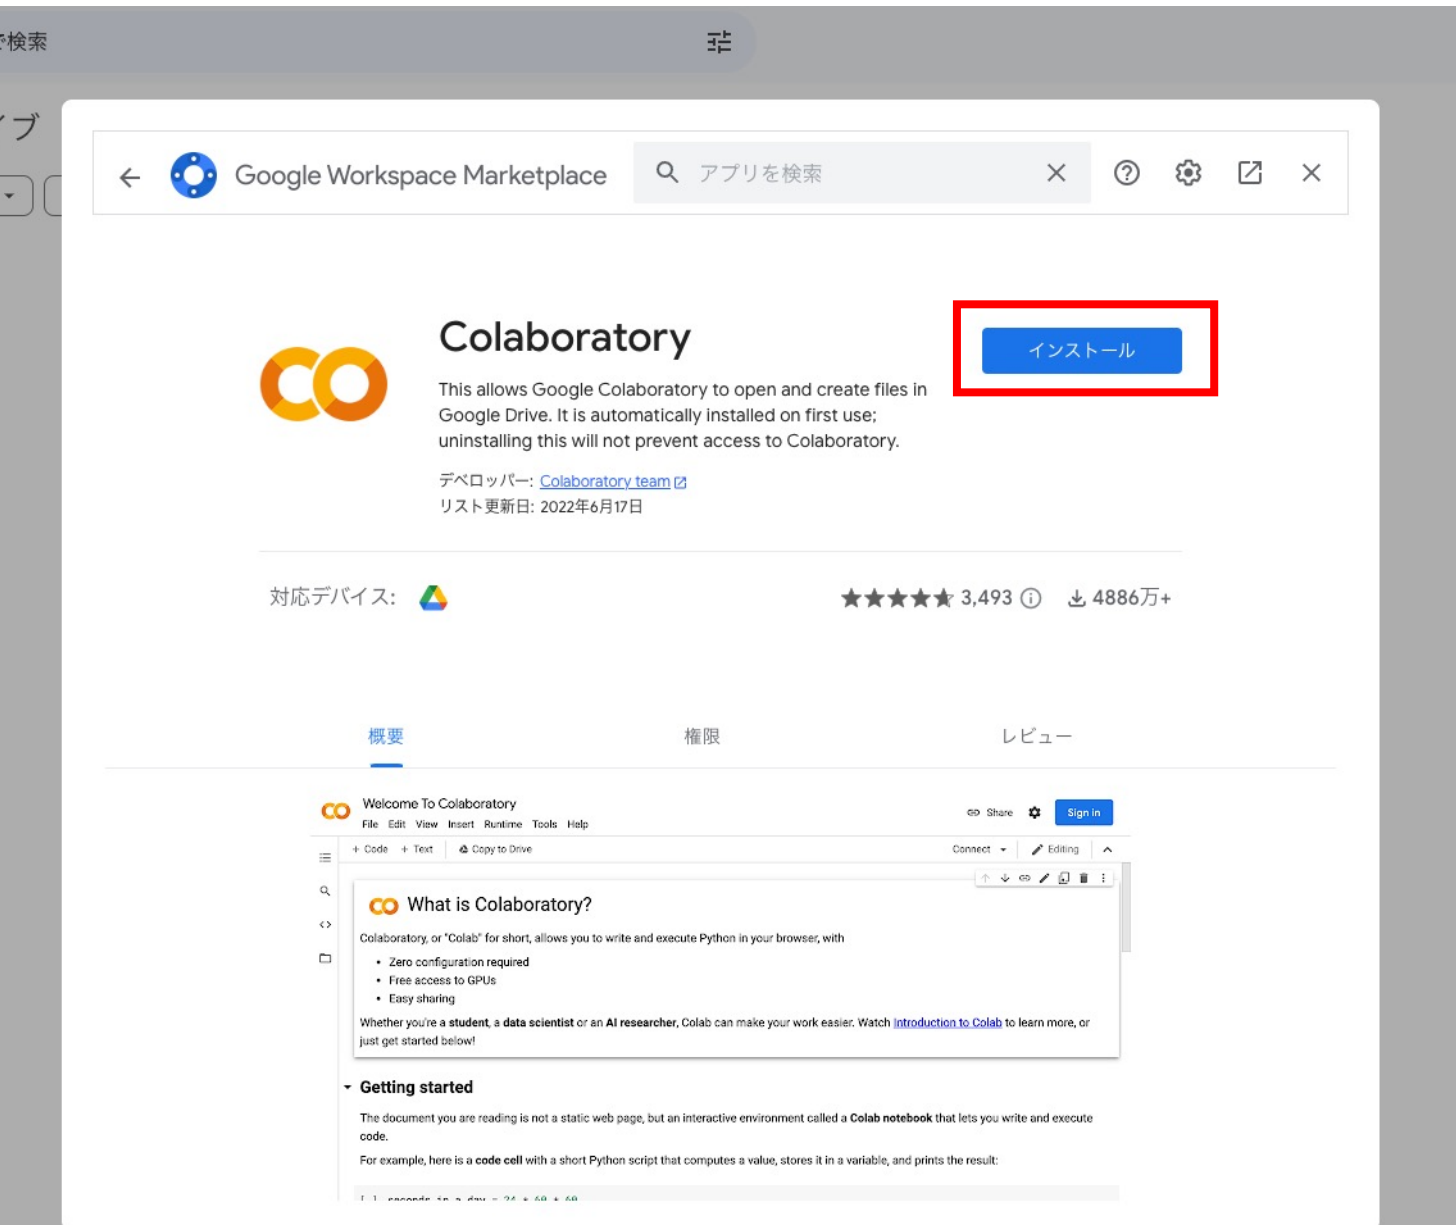 で検索
イブ
Google Workspace Marketplace
アプリを検索
Colaboratory
インストール
This allows Google Colaboratory to open and create files in
Google Drive. It is automatically installed on first use;
uninstalling this will not prevent access to Colaboratory.
デベロッパー: Colaboratory team
リスト更新日: 2022年6月17日
対応デバイス:
3,493
4886万+
概要
権限
レビュー
Welcome To Colaboratory
File Edit View Insert Runtime Tools Help
Share
Sign in
+ Code + Text Copy to Drive
Connect
Editing
What is Colaboratory?
Colaboratory, or "Colab" for short, allows you to write and execute Python in your browser, with
• Zero configuration required
• Free access to GPUs
• Easy sharing
Whether you're a student, a data scientist or an AI researcher, Colab can make your work easier. Watch Introduction to Colab to learn more, or
just get started below!
Getting started
The document you are reading is not a static web page, but an interactive environment called a Colab notebook that lets you write and execute
code.
For example, here is a code cell with a short Python script that computes a value, stores it in a variable, and prints the result:
[ ] seconds in a day = 24 * 60 * 60